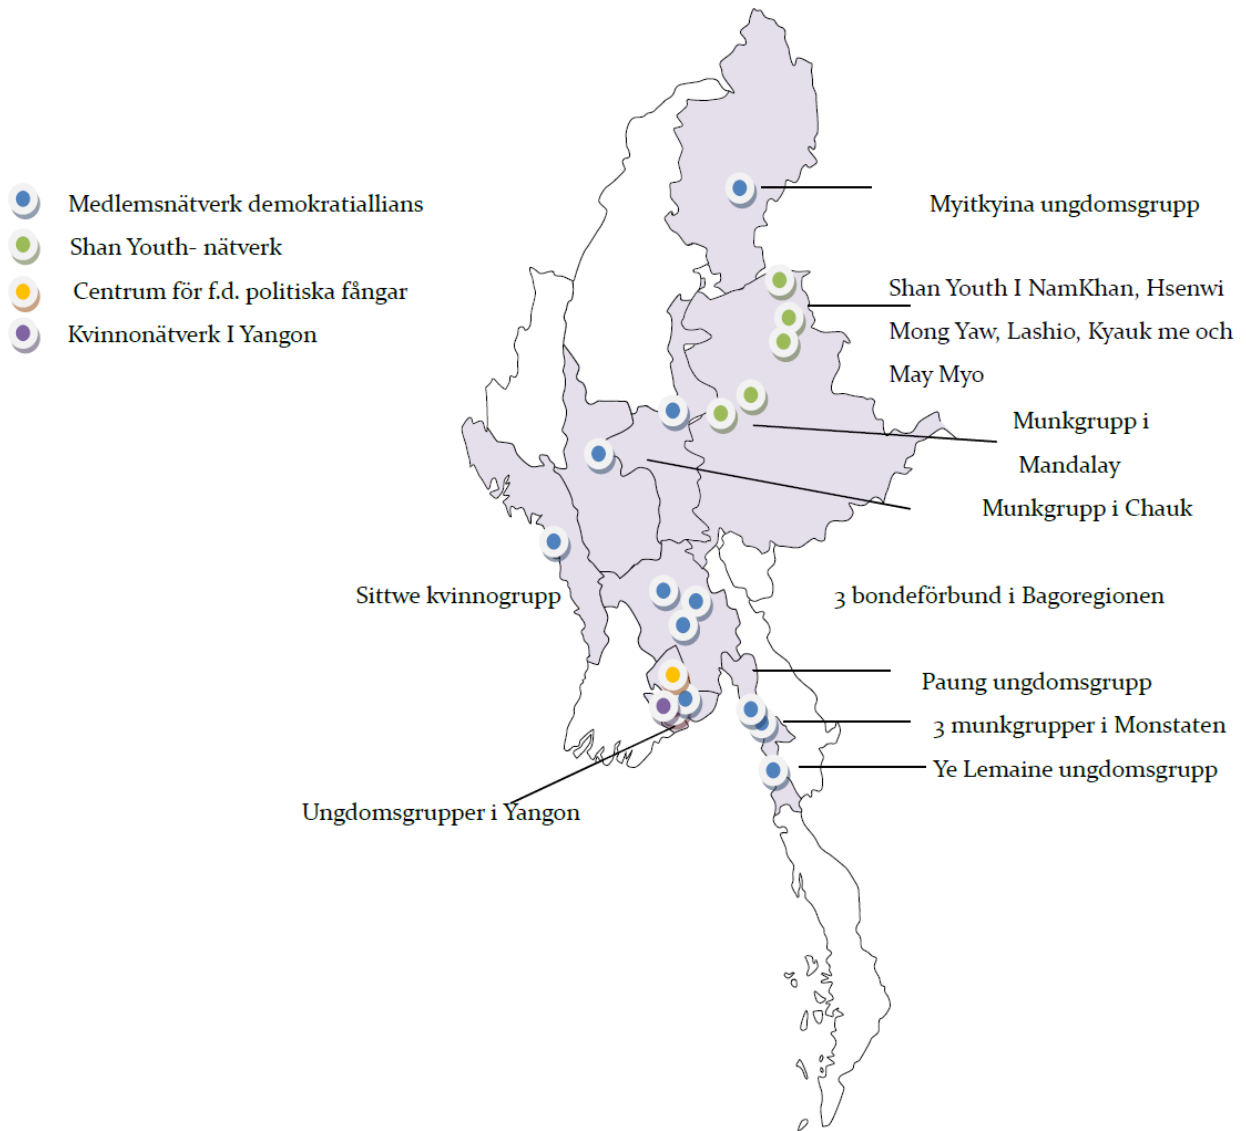 Medlemsnätverk demokratiallians
Shan Youth- nätverk
Centrum för f.d. politiska fångar
Kvinnonätverk I Yangon
Myitkyina ungdomsgrupp
Shan Youth I NamKhan, Hsenwi
Mong Yaw, Lashio, Kyauk me och
May Myo
Munkgrupp i
Mandalay
Munkgrupp i Chauk
Sittwe kvinnogrupp
3 bondeförbund i Bagoregionen
Paung ungdomsgrupp
3 munkgrupper i Monstaten
Ye Lemaine ungdomsgrupp
Ungdomsgrupper i Yangon